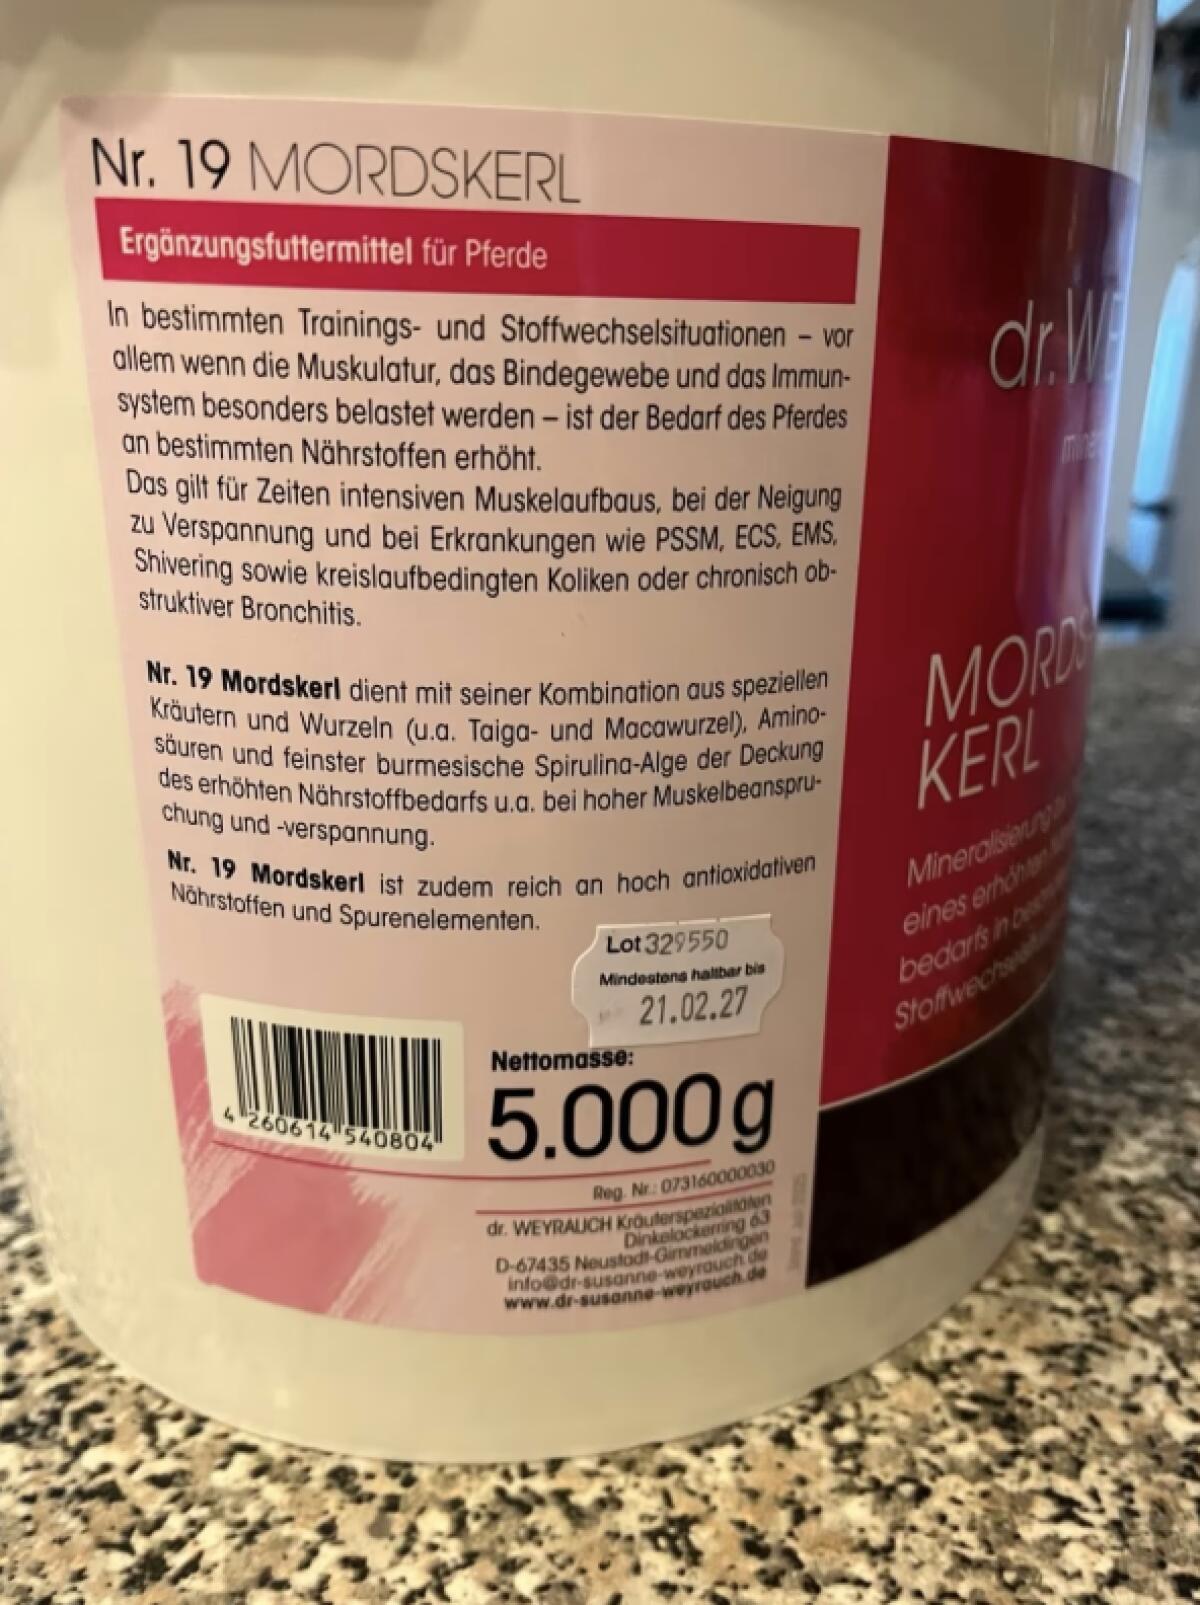 Nr. 19 MORDSKERL
Ergänzungsfuttermittel für Pferde
In bestimmten Trainings- und Stoffwechselsituationen – vor
allem wenn die Muskulatur, das Bindegewebe und das Immun-
system besonders belastet werden – ist der Bedarf des Pferdes
an bestimmten Nährstoffen erhöht.
Das gilt für Zeiten intensiven Muskelaufbaus, bei der Neigung
zu Verspannung und bei Erkrankungen wie PSSM, ECS, EMS,
Shivering sowie kreislaufbedingten Koliken oder chronisch ob-
struktiver Bronchitis.
Nr. 19 Mordskerl dient mit seiner Kombination aus speziellen
Kräutern und Wurzeln (u.a. Taiga- und Macawurzel), Amino-
säuren und feinster burmesische Spirulina-Alge der Deckung
des erhöhten Nährstoffbedarfs u.a. bei hoher Muskelbeanspru-
chung und -verspannung.
Nr. 19 Mordskerl ist zudem reich an hoch antioxidativen
Nährstoffen und Spurenelementen.
Lot 329550
Mindestens haltbar bis
21.02.27
4 260614 540804
Nettomasse:
5.000 g
Reg. Nr.: 073160000030
dr. WEYRAUCH Kräuterspezialitäten
Dinkelackerring 63
D-67435 Neustadt-Gimmeldingen
info@dr-susanne-weyrauch.de
www.dr-susanne-weyrauch.de
dr. WE
MORDS
KERL
Mineralisierung
eines erhöhten
bedarfs in